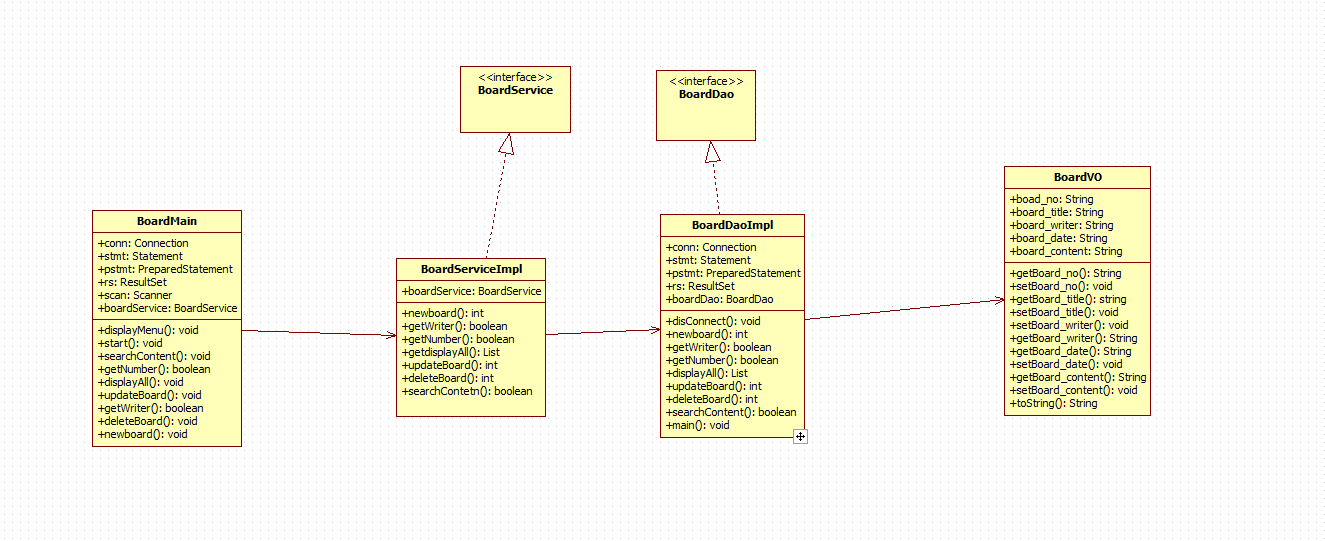 <<interface>>
BoardService
<<interface>>
BoardDao
BoardMain
+conn: Connection
+stmt: Statement
+pstmt: PreparedStatement
+rs: ResultSet
+scan: Scanner
+boardService: BoardService
+displayMenu(): void
+start(): void
+searchContent(): void
+getNumber(): boolean
+displayAll(): void
+updateBoard(): void
+getWriter(): boolean
+deleteBoard(): void
+newboard(): void
BoardServiceImpl
+boardService: BoardService
+newboard(): int
+getWriter(): boolean
+getNumber(): boolean
+getdisplayAll(): List
+updateBoard(): int
+deleteBoard(): int
+searchContetn(): boolean
BoardDaoImpl
+conn: Connection
+stmt: Statement
+pstmt: PreparedStatement
+rs: ResultSet
+boardDao: BoardDao
+disConnect(): void
+newboard(): int
+getWriter(): boolean
+getNumber(): boolean
+displayAll(): List
+updateBoard(): int
+deleteBoard(): int
+searchContent(): boolean
+main(): void
BoardVO
+boad_no: String
+board_title: String
+board_writer: String
+board_date: String
+board_content: String
+getBoard_no(): String
+setBoard_no(): void
+getBoard_title(): string
+setBoard_title(): void
+setBoard_writer(): void
+getBoard_writer(): String
+getBoard_date(): String
+setBoard_date(): void
+getBoard_content(): String
+setBoard_content(): void
+toString(): String